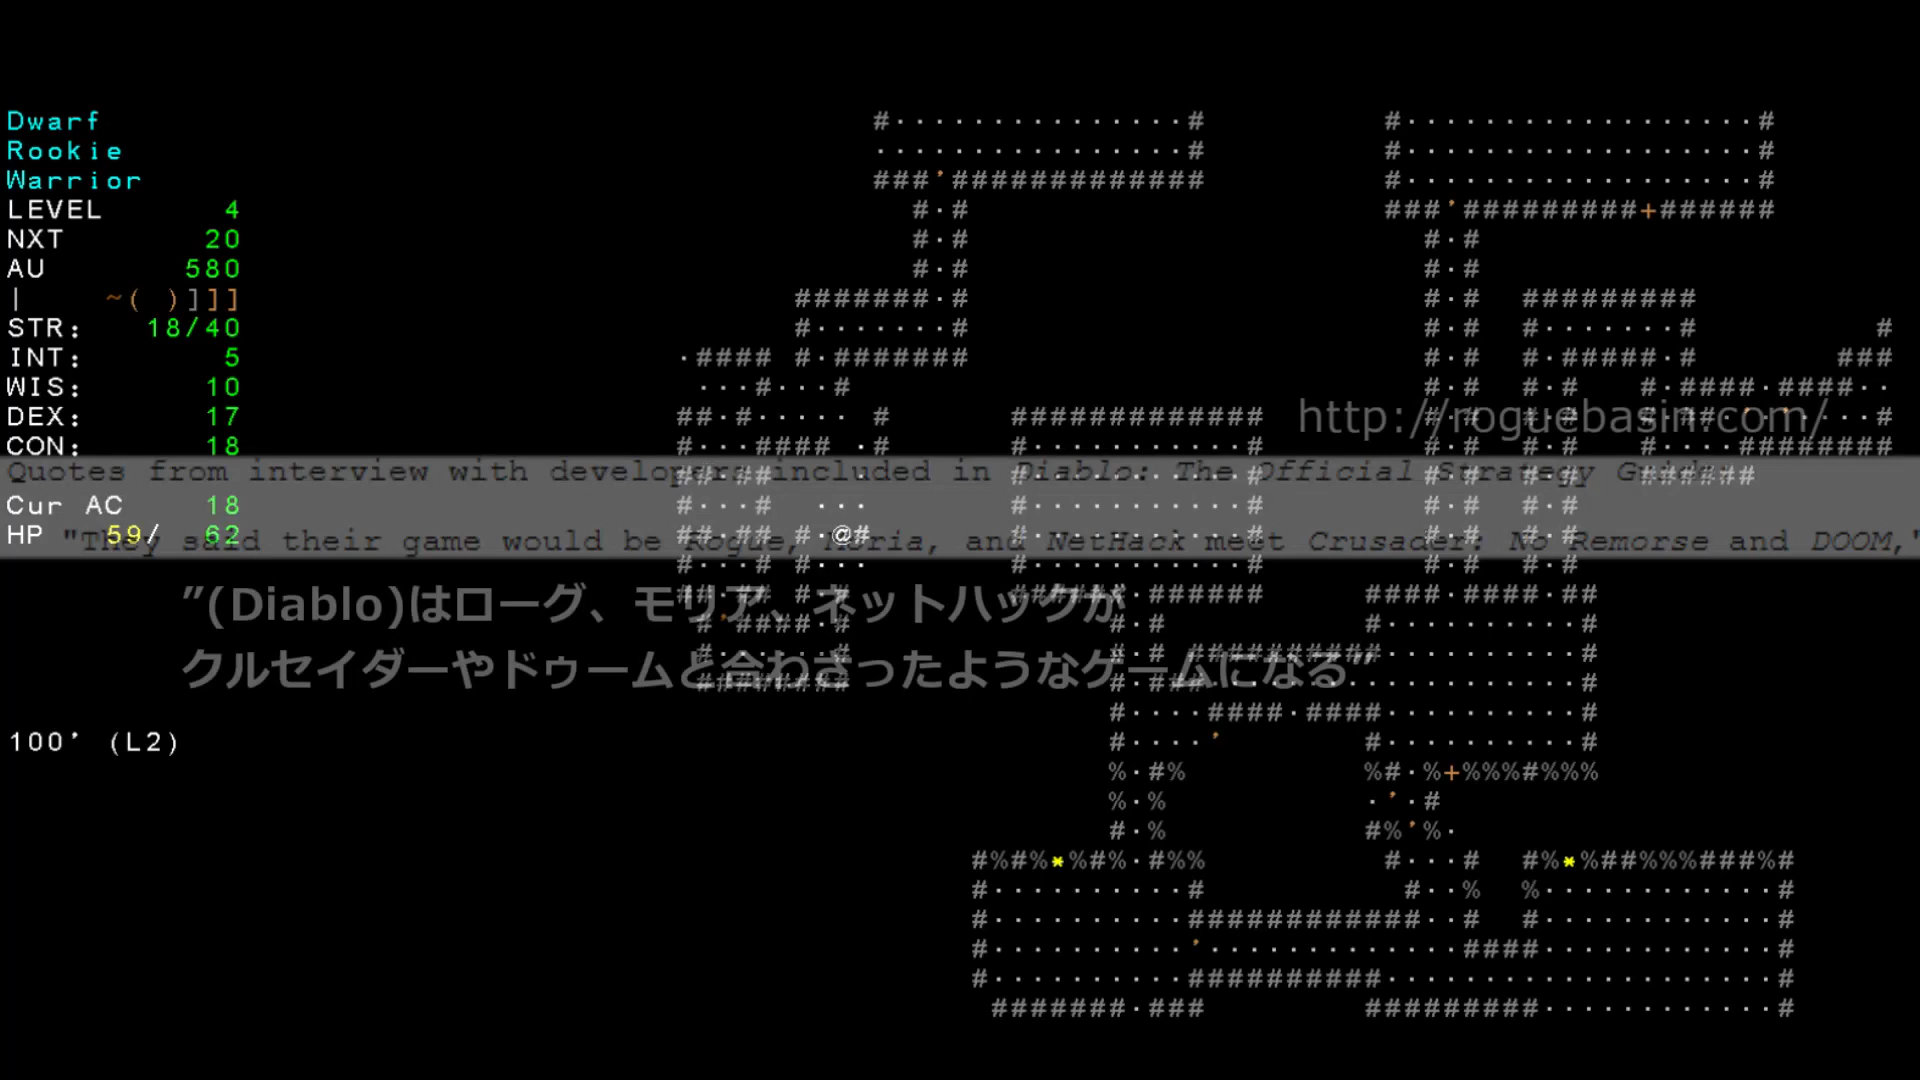 Dwarf
Rookie
Warrior
LEVEL 4
NXT 20
AU 580
| ~( )]]]
STR: 18/40
INT: 5
WIS: 10
DEX: 17
CON: 18
http://roguebasin.com/
Quotes from interview with developers included in Diablo: The Official Strategy Guide
Cur AC 18
HP 59/ 62
"They said their game would be Rogue, Moria, and NetHack meet Crusader: No Remorse and DOOM,"
”(Diablo)はローグ、モリア、ネットハックが
クルセイダーやドゥームと合わさったようなゲームになる”
100' (L2)